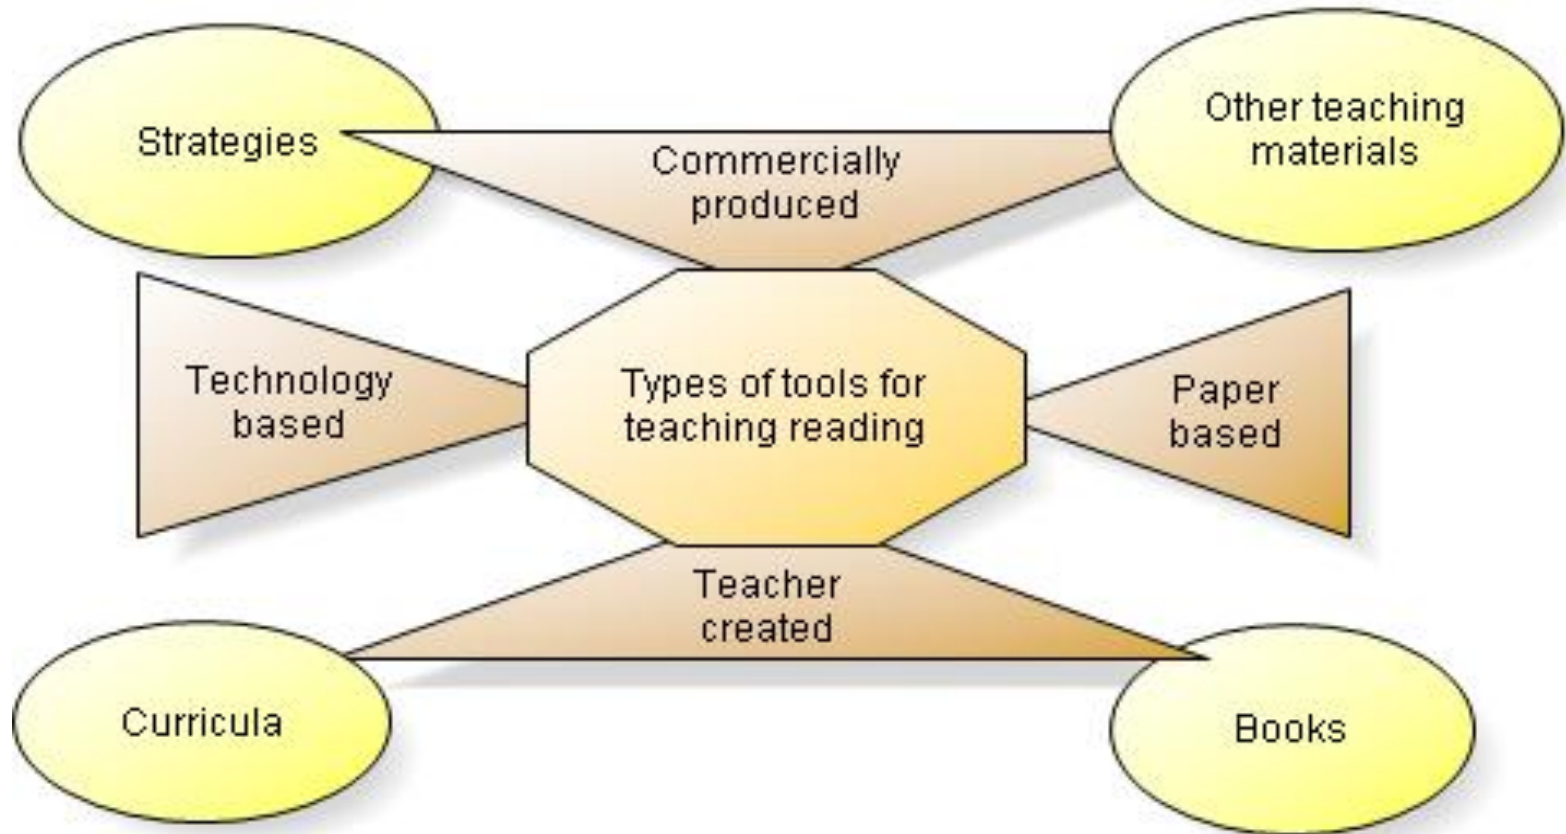 Strategies
Commercially
produced
Other teaching
materials
Technology
based
Types of tools for
teaching reading
Paper
based
Teacher
created
Curricula
Books